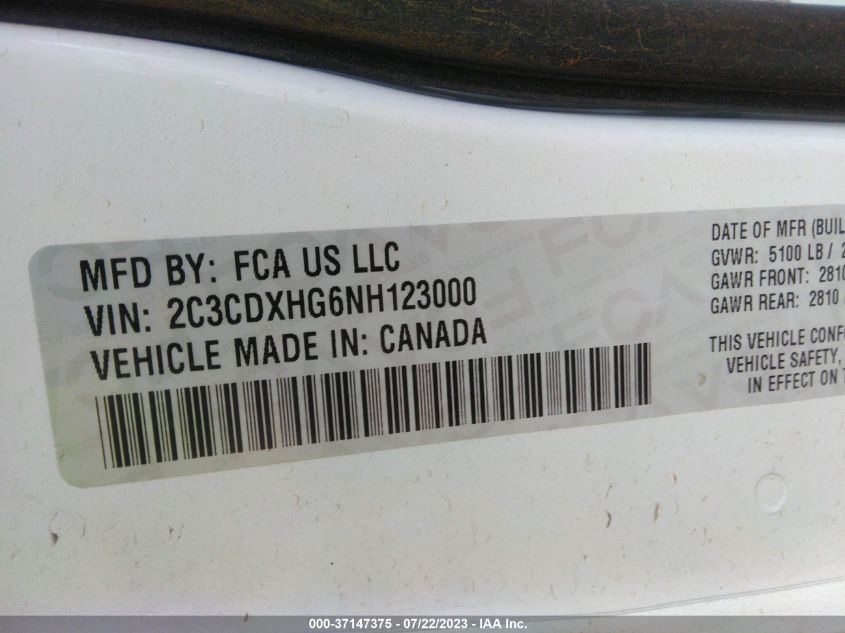 MFD BY: FCA US LLC
VIN: 2C3CDXHG6NH123000
VEHICLE MADE IN: CANADA
DATE OF MFR (BUIL
GVWR: 5100 LB / 2
GAWR FRONT: 2810
GAWR REAR: 2810
THIS VEHICLE CONFO
VEHICLE SAFETY,
IN EFFECT ON T
000-37147375 - 07/22/2023 - IAA Inc.